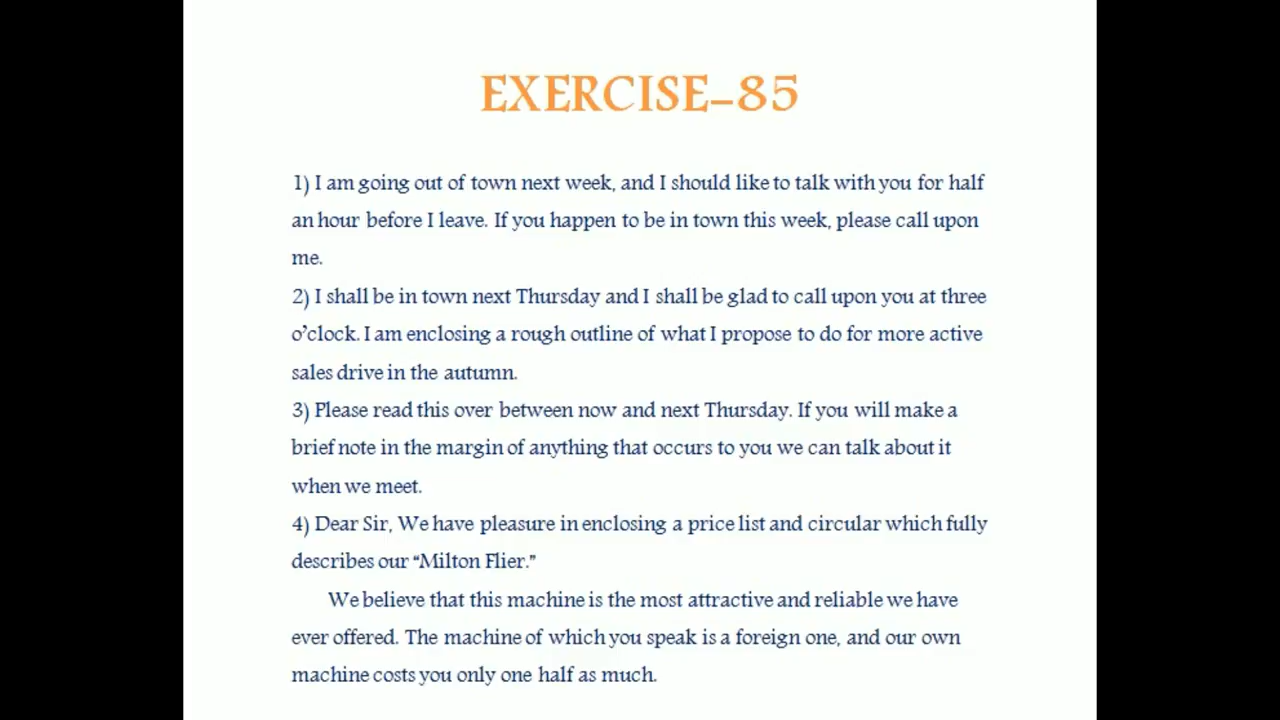 EXERCISE-85
1) I am going out of town next week, and I should like to talk with you for half
an hour before I leave. If you happen to be in town this week, please call upon
me.
2) I shall be in town next Thursday and I shall be glad to call upon you at three
o’clock. I am enclosing a rough outline of what I propose to do for more active
sales drive in the autumn.
3) Please read this over between now and next Thursday. If you will make a
brief note in the margin of anything that occurs to you we can talk about it
when we meet.
4) Dear Sir, We have pleasure in enclosing a price list and circular which fully
describes our “Milton Flier.”
We believe that this machine is the most attractive and reliable we have
ever offered. The machine of which you speak is a foreign one, and our own
machine costs you only one half as much.